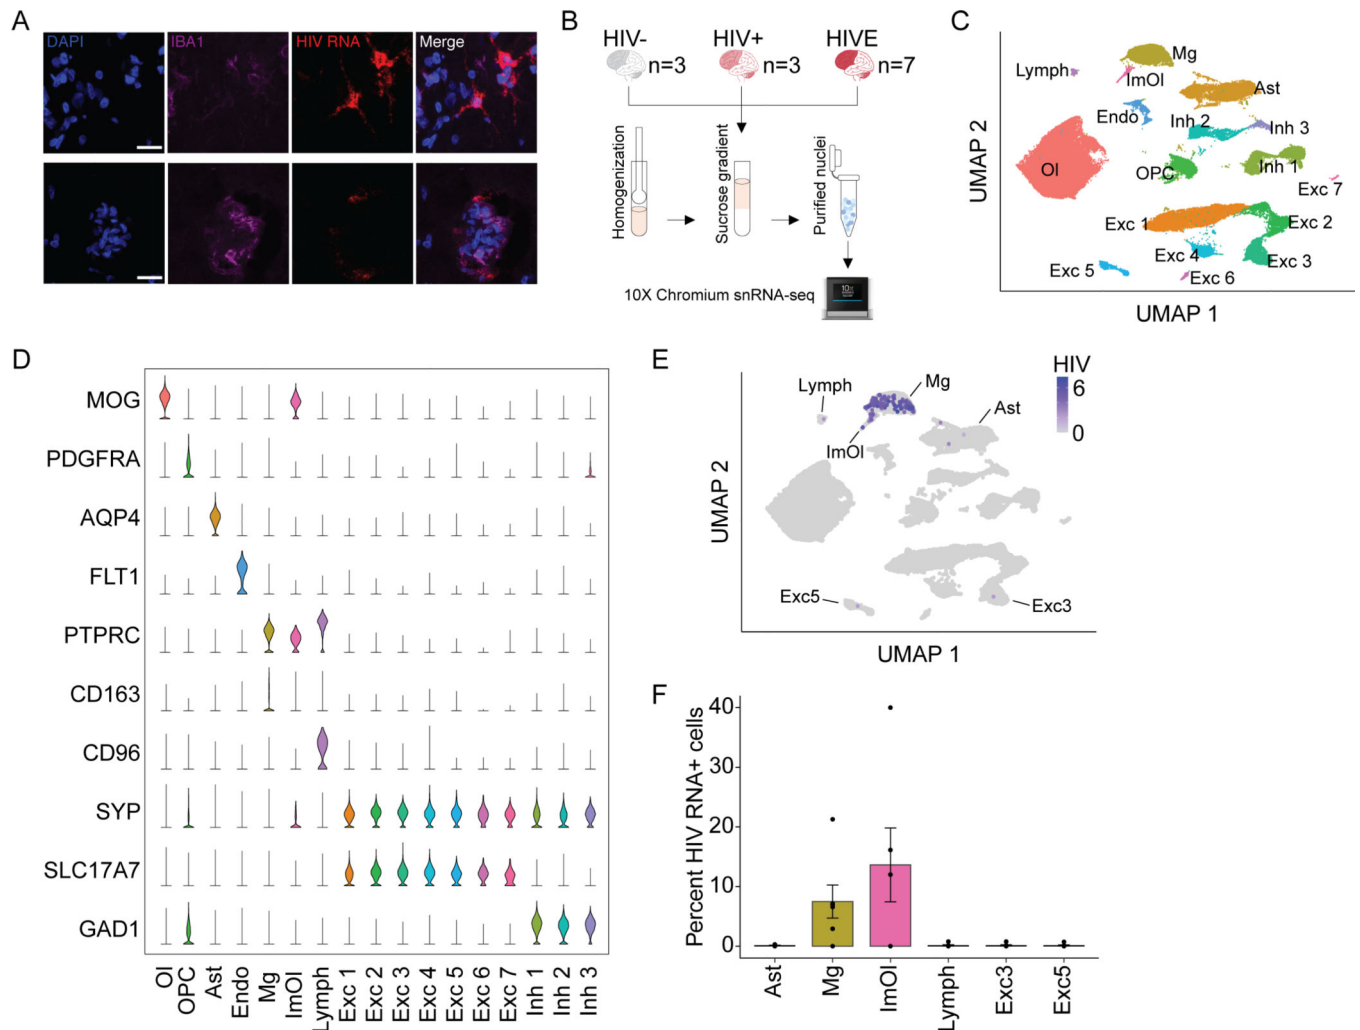 A
DAPI
IBA1
HIV RNA
Merge
B
HIV-
n=3
HIV+
n=3
HIVE
n=7
Homogenization
Sucrose gradient
Purified nuclei
10X Chromium snRNA-seq
10X
C
Lymph
Mg
ImOl
Ast
Endo
Inh 2
Inh 3
Ol
OPC
Inh 1
Exc 7
Exc 1
Exc 2
Exc 4
Exc 3
Exc 5
Exc 6
UMAP 2
UMAP 1
D
MOG
PDGFRA
AQP4
FLT1
PTPRC
CD163
CD96
SYP
SLC17A7
GAD1
Ol
OPC
Ast
Endo
Mg
ImOl
Lymph
Exc 1
Exc 2
Exc 3
Exc 4
Exc 5
Exc 6
Exc 7
Inh 1
Inh 2
Inh 3
E
Lymph
Mg
Ast
ImOl
Exc5
Exc3
HIV
6
0
UMAP 2
UMAP 1
F
Percent HIV RNA+ cells
40
30
20
10
0
Ast
Mg
ImOl
Lymph
Exc3
Exc5